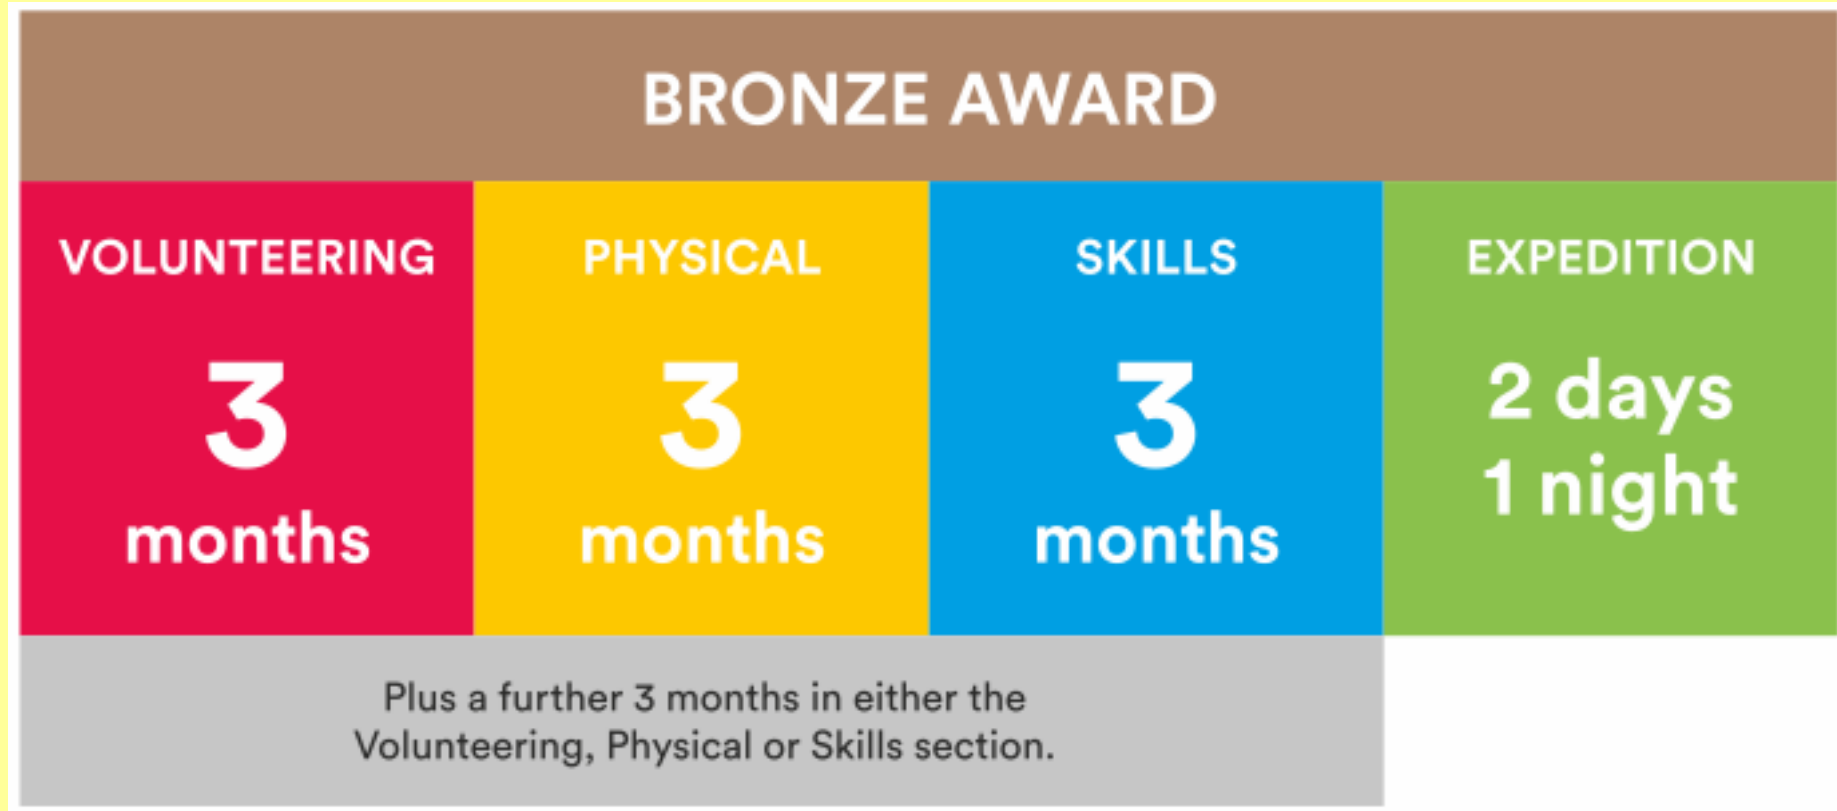 BRONZE AWARD
VOLUNTEERING
3
months
PHYSICAL
3
months
SKILLS
3
months
EXPEDITION
2 days
1 night
Plus a further 3 months in either the
Volunteering, Physical or Skills section.